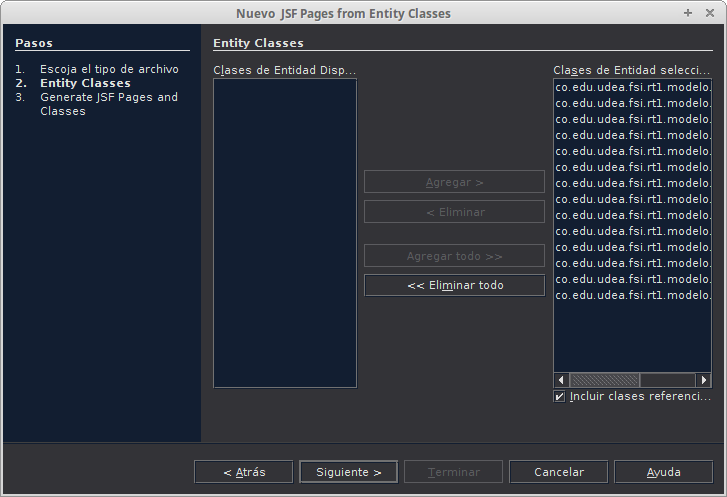 Nuevo JSF Pages from Entity Classes
Pasos
1. Escoja el tipo de archivo
2. Entity Classes
3. Generate JSF Pages and
Classes
Entity Classes
Clases de Entidad Disp...
Agregar >
< Eliminar
Agregar todo >>
<< Eliminar todo
Clases de Entidad selecci...
co.edu.udea.fsi.rt1.modelo.
co.edu.udea.fsi.rt1.modelo.
co.edu.udea.fsi.rt1.modelo.
co.edu.udea.fsi.rt1.modelo.
co.edu.udea.fsi.rt1.modelo.
co.edu.udea.fsi.rt1.modelo.
co.edu.udea.fsi.rt1.modelo.
co.edu.udea.fsi.rt1.modelo.
co.edu.udea.fsi.rt1.modelo.
co.edu.udea.fsi.rt1.modelo.
co.edu.udea.fsi.rt1.modelo.
co.edu.udea.fsi.rt1.modelo.
co.edu.udea.fsi.rt1.modelo.
co.edu.udea.fsi.rt1.modelo.
Incluir clases referenci...
< Atrás
Siguiente >
Terminar
Cancelar
Ayuda